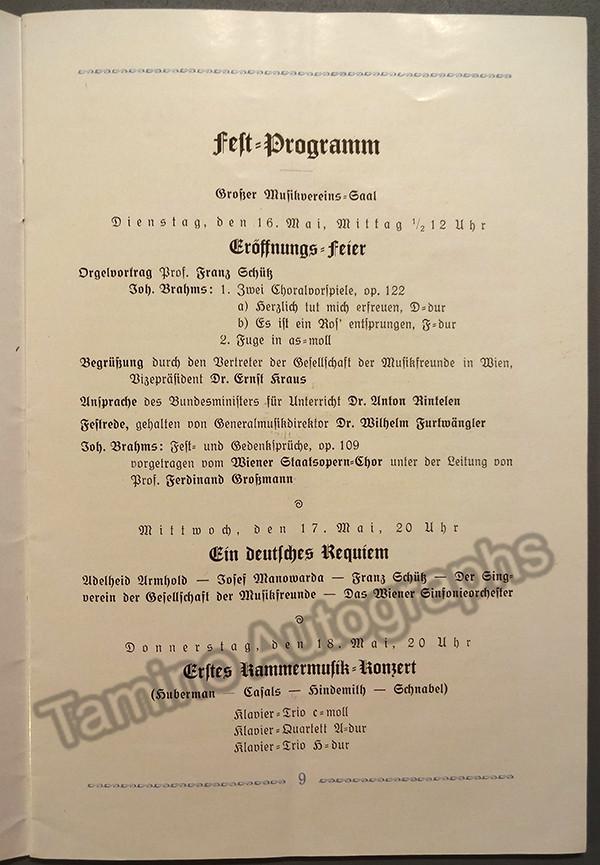 Fest=Programm
Großer Musikvereins=Saal
Dienstag, den 16. Mai, Mittag 1/2 12 Uhr
Eröffnungs=Feier
Orgelvortrag Prof. Franz Schütz
Joh. Brahms: 1. Zwei Choralvorspiele, op. 122
a) Herzlich tut mich erfreuen, D=dur
b) Es ist ein Ros' entsprungen, F=dur
2. Fuge in as=moll
Begrüßung durch den Vertreter der Gesellschaft der Musikfreunde in Wien,
Vizepräsident Dr. Ernst Kraus
Ansprache des Bundesministers für Unterricht Dr. Anton Rintelen
Festrede, gehalten von Generalmusikdirektor Dr. Wilhelm Furtwängler
Joh. Brahms: Fest= und Gedenksprüche, op. 109
vorgetragen vom Wiener Staatsopern=Chor unter der Leitung von
Prof. Ferdinand Großmann
Mittwoch, den 17. Mai, 20 Uhr
Ein deutsches Requiem
Adelheid Armhold — Josef Manowarda — Franz Schütz — Der Sing=
verein der Gesellschaft der Musikfreunde — Das Wiener Sinfonieorchester
Donnerstag, den 18. Mai, 20 Uhr
Erstes Kammermusik=Konzert
(Huberman — Casals — Hindemith — Schnabel)
Klavier=Trio c=moll
Klavier=Quartett A=dur
Klavier=Trio H=dur
9
Tamino Autographs